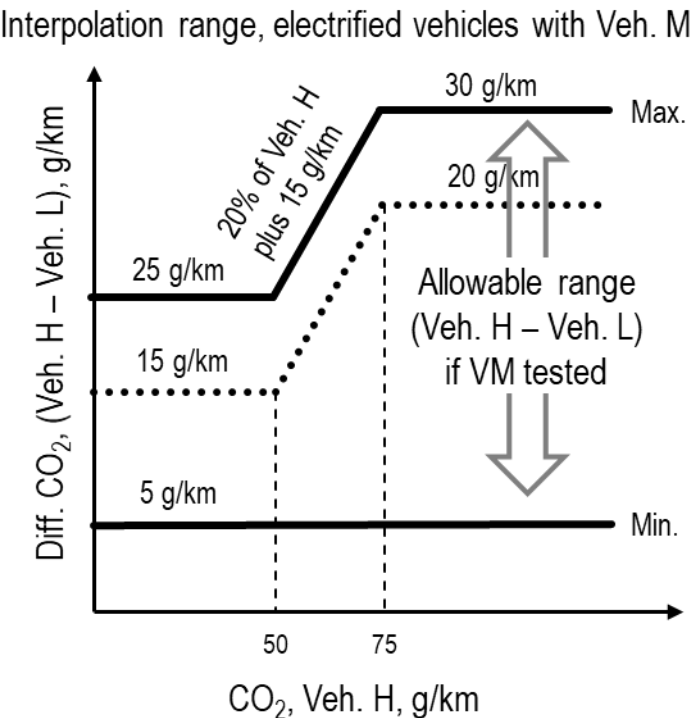 Interpolation range, electrified vehicles with Veh. M
Diff. CO₂, (Veh. H – Veh. L), g/km
30 g/km
Max.
20% of Veh. H
plus 15 g/km
20 g/km
25 g/km
Allowable range
(Veh. H – Veh. L)
if VM tested
15 g/km
5 g/km
Min.
50
75
CO₂, Veh. H, g/km